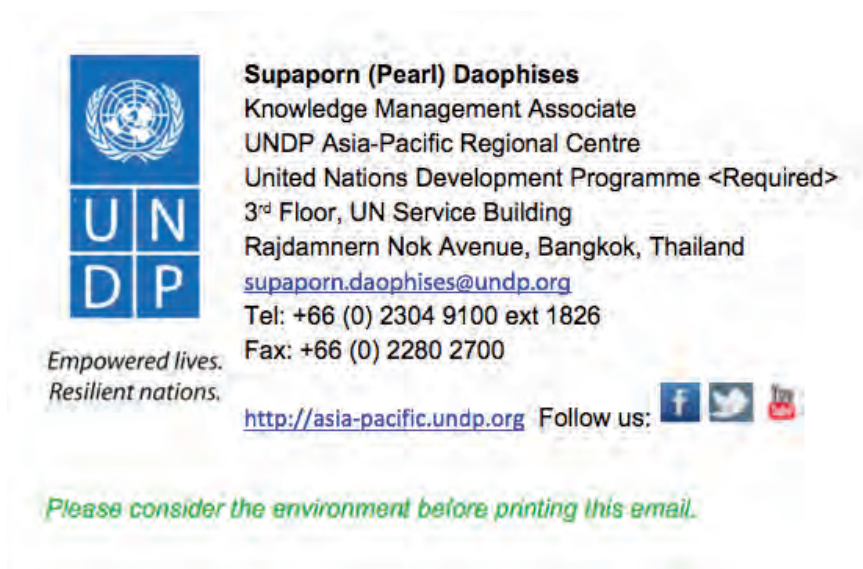 Supaporn (Pearl) Daophises
Knowledge Management Associate
UNDP Asia-Pacific Regional Centre
United Nations Development Programme <Required>
3rd Floor, UN Service Building
Rajdamnern Nok Avenue, Bangkok, Thailand
supaporn.daophises@undp.org
Tel: +66 (0) 2304 9100 ext 1826
Fax: +66 (0) 2280 2700
http://asia-pacific.undp.org Follow us: f You Tube
U N
D P
Empowered lives.
Resilient nations.
Please consider the environment before printing this email.